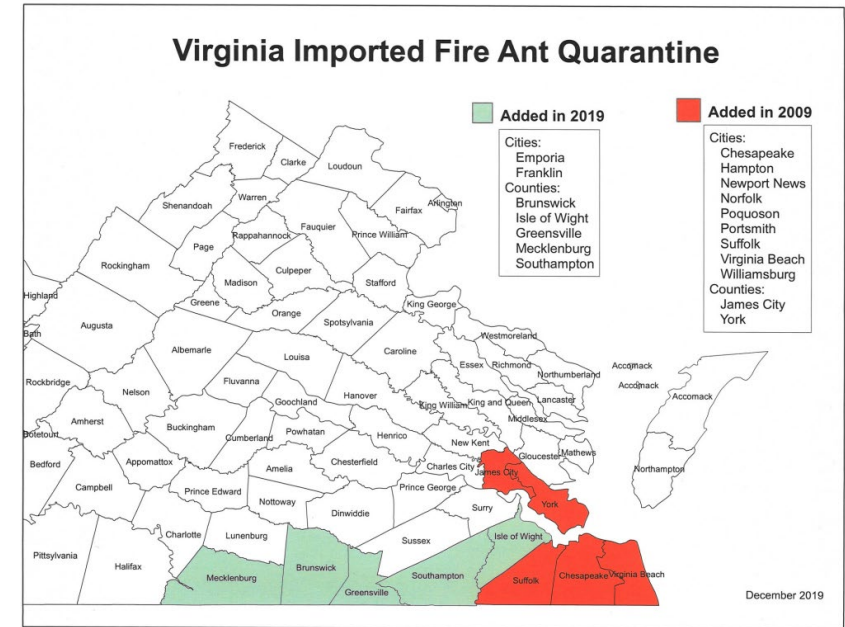 Virginia Imported Fire Ant Quarantine
Added in 2019
Cities:
Emporia
Franklin
Counties:
Brunswick
Isle of Wight
Greensville
Mecklenburg
Southampton
Added in 2009
Cities:
Chesapeake
Hampton
Newport News
Norfolk
Poquoson
Portsmith
Suffolk
Virginia Beach
Williamsburg
Counties:
James City
York
Frederick
Clarke
Loudoun
Warren
Shenandoah
Arlington
Fairfax
Fauquier
Rappahannock
Prince William
Page
Rockingham
Culpeper
Madison
Stafford
Highland
Greene
King George
Orange
Spotsylvania
Augusta
Bath
Westmoreland
Albemarle
Caroline
Louisa
Essex
Richmond
Northumberland
Accomack
Accomack
Accomack
Rockbridge
Fluvanna
Nelson
Hanover
Goochland
King William
King and Queen
Lancaster
Middlesex
Amherst
Buckingham
Powhatan
Henrico
Botetourt
Cumberland
New Kent
Gloucester
Mathews
Bedford
Appomattox
Amelia
Chesterfield
Charles City
James City
Northampton
Campbell
Prince Edward
Prince George
Nottoway
York
Dinwiddie
Surry
Charlotte
Lunenburg
Isle of Wight
Sussex
Pittsylvania
Halifax
Mecklenburg
Brunswick
Greensville
Southampton
Suffolk
Chesapeake
Virginia Beach
December 2019